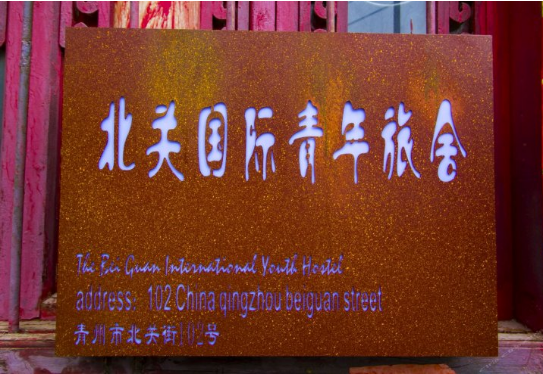 北关国际青年旅舍
The Bei Guan International Youth Hostel
address: 102 China qingzhou beiguan street
青州市北关街102号